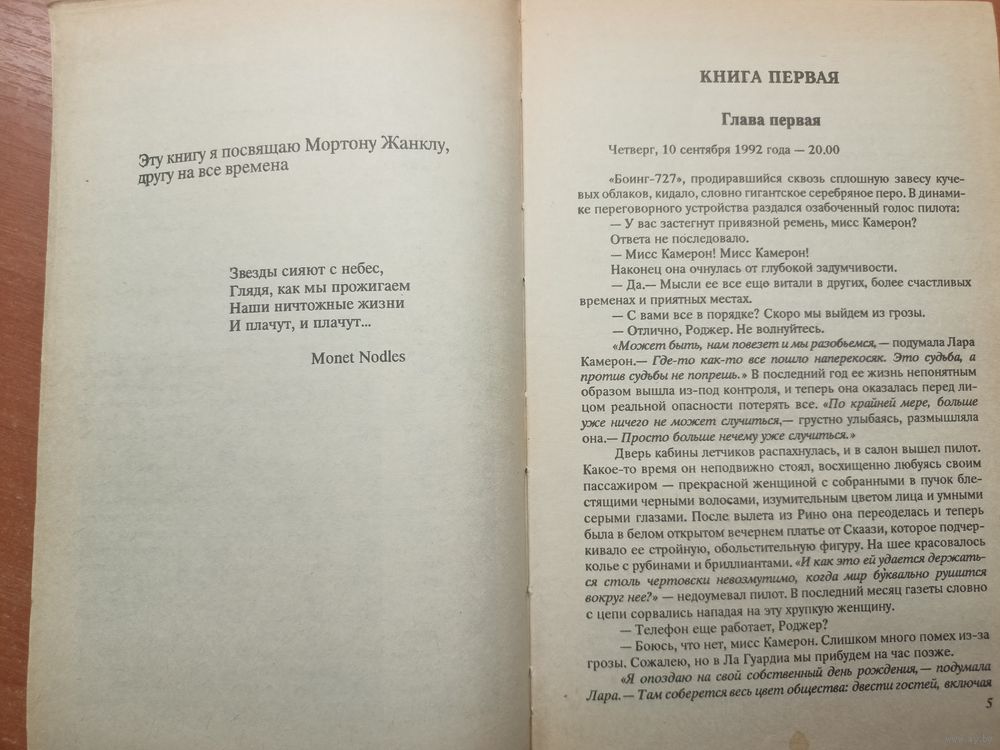 Эту книгу я посвящаю Мортону Жанклу,
другу на все времена
Звезды сияют с небес,
Глядя, как мы прожигаем
Наши ничтожные жизни
И плачут, и плачут...
Monet Nodles
КНИГА ПЕРВАЯ
Глава первая
Четверг, 10 сентября 1992 года — 20.00
«Боинг-727», продиравшийся сквозь сплошную завесу куче-
вых облаков, кидало, словно гигантское серебряное перо. В динами-
ке переговорного устройства раздался озабоченный голос пилота:
— У вас застегнут привязной ремень, мисс Камерон?
Ответа не последовало.
— Мисс Камерон! Мисс Камерон!
Наконец она очнулась от глубокой задумчивости.
— Да.— Мысли ее все еще витали в других, более счастливых
временах и приятных местах.
— С вами все в порядке? Скоро мы выйдем из грозы.
— Отлично, Роджер. Не волнуйтесь.
«Может быть, нам повезет и мы разобьемся,— подумала Лара
Камерон.— Где-то как-то все пошло наперекосяк. Это судьба, а
против судьбы не попрешь.» В последний год ее жизнь непонятным
образом вышла из-под контроля, и теперь она оказалась перед ли-
цом реальной опасности потерять все. «По крайней мере, больше
уже ничего не может случиться,— грустно улыбаясь, размышляла
она.— Просто больше нечему уже случиться.»
Дверь кабины летчиков распахнулась, и в салон вышел пилот.
Какое-то время он неподвижно стоял, восхищенно любуясь своим
пассажиром — прекрасной женщиной с собранными в пучок бле-
стящими черными волосами, изумительным цветом лица и умными
серыми глазами. После вылета из Рино она переоделась и теперь
была в белом открытом вечернем платье от Скаази, которое подчер-
кивало ее стройную, обольстительную фигуру. На шее красовалось
колье с рубинами и бриллиантами. «И как это ей удается держать-
ся столь чертовски невозмутимо, когда мир буквально рушится
вокруг нее?» — недоумевал пилот. В последний месяц газеты словно
с цепи сорвались нападая на эту хрупкую женщину.
— Телефон еще работает, Роджер?
— Боюсь, что нет, мисс Камерон. Слишком много помех из-за
грозы. Сожалею, но в Ла Гуардиа мы прибудем на час позже.
«Я опоздаю на свой собственный день рождения,— подумала
Лара.— Там соберется весь цвет общества: двести гостей, включая
5
www.ay.by